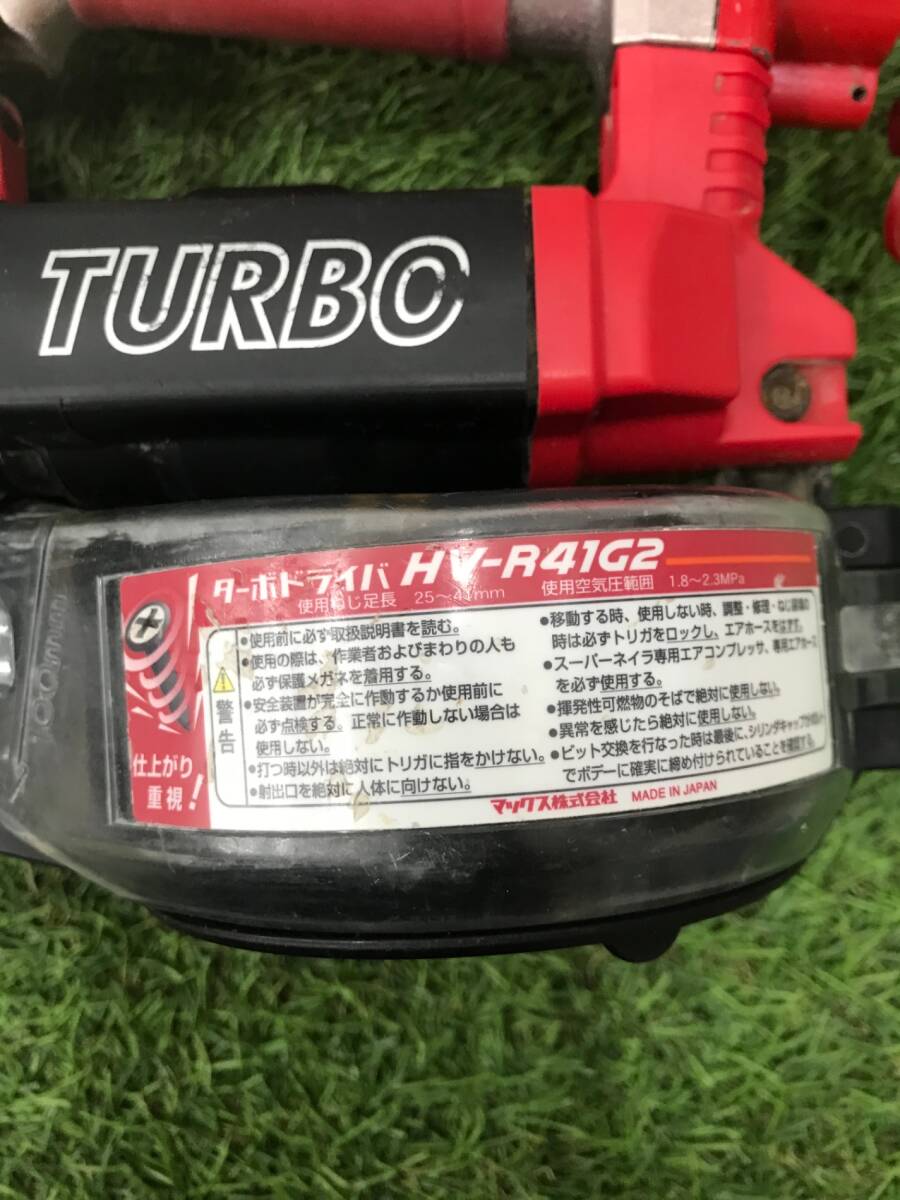 TURBO
ターボドライバ HV-R41G2
使用ねじ足長 25～41mm 使用空気圧範囲 1.8～2.3MPa
仕上がり
重視!
警告
•使用前に必ず取扱説明書を読む。
•使用の際は、作業者およびまわりの人も
必ず保護メガネを着用する。
•安全装置が完全に作動するか使用前に
必ず点検する。正常に作動しない場合は
使用しない。
•打つ時以外は絶対にトリガに指をかけない。
•射出口を絶対に人体に向けない。
•移動する時、使用しない時、調整・修理・ねじ装填の
時は必ずトリガをロックし、エアホースをはずす。
•スーパーネイラ専用エアコンプレッサ、専用エアホース
を必ず使用する。
•揮発性可燃物のそばで絶対に使用しない。
•異常を感じたら絶対に使用しない。
•ビット交換を行なった時は最後に、シリンダキャップが
でボデーに確実に締め付けられていることを確認する。
マックス株式会社 MADE IN JAPAN